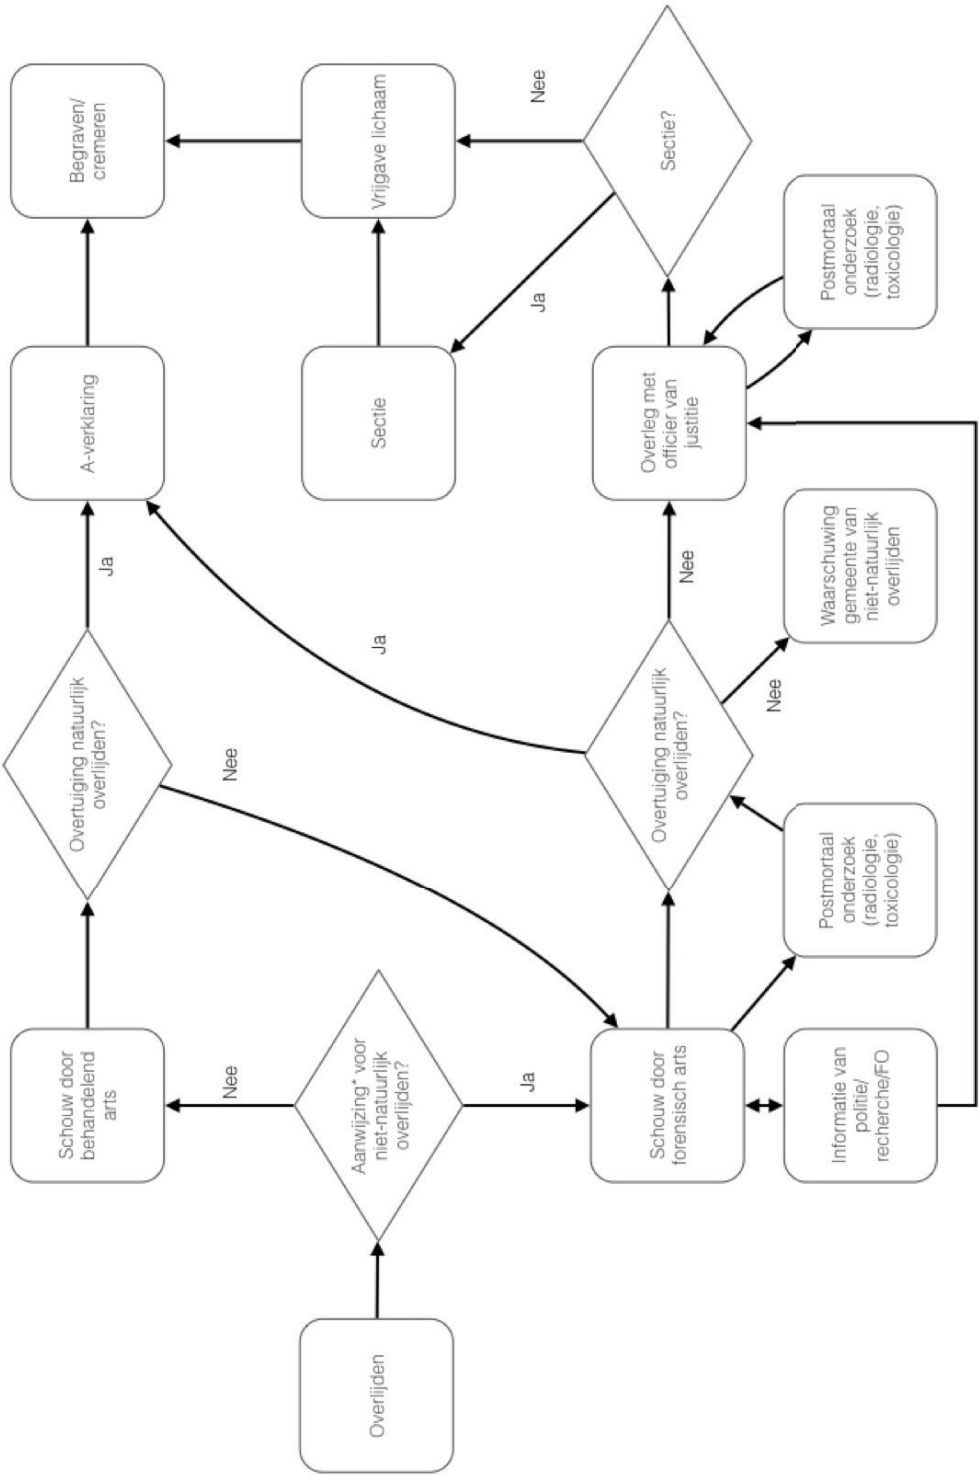 Overlijden
Aanwijzing* voor
niet-natuurlijk
overlijden?
Nee
Ja
Schouw door
behandelend
arts
Schouw door
forensisch arts
Informatie van
politie/
recherche/FO
Overtuiging natuurlijk
overlijden?
Nee
Ja
Postmortaal
onderzoek
(radiologie,
toxicologie)
Overtuiging natuurlijk
overlijden?
Ja
Nee
Nee
Waarschuwing
gemeente van
niet-natuurlijk
overlijden
A-verklaring
Sectie
Overleg met
officier van
justitie
Postmortaal
onderzoek
(radiologie,
toxicologie)
Sectie?
Ja
Nee
Vrijgave lichaam
Begraven/
cremeren